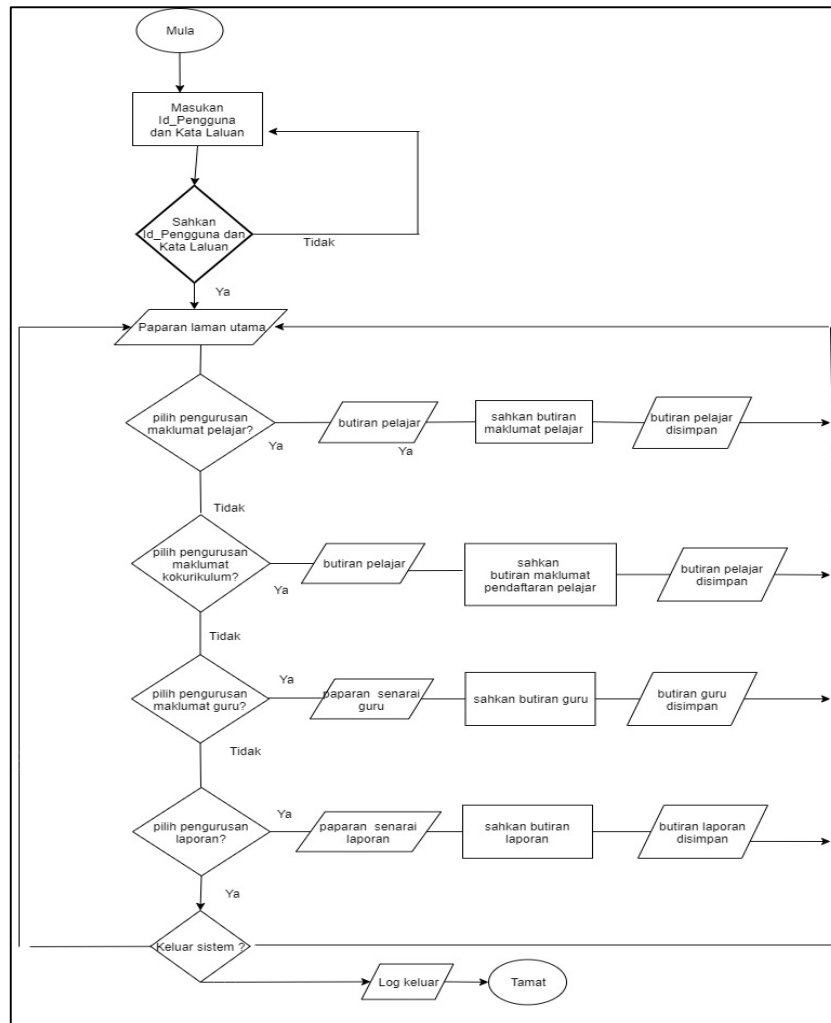 Mula
Masukan
Id_Pengguna
dan Kata Laluan
Sahkan
Id_Pengguna dan
Kata Laluan
Tidak
Ya
Paparan laman utama
pilih pengurusan
maklumat pelajar?
Ya
butiran pelajar
Ya
sahkan butiran
maklumat pelajar
butiran pelajar
disimpan
Tidak
pilih pengurusan
maklumat
kokurikulum?
Ya
butiran pelajar
sahkan
butiran maklumat
pendaftaran pelajar
butiran pelajar
disimpan
Tidak
pilih pengurusan
maklumat guru?
Ya
paparan senarai
guru
sahkan butiran guru
butiran guru
disimpan
Tidak
pilih pengurusan
laporan?
Ya
paparan senarai
laporan
sahkan butiran
laporan
butiran laporan
disimpan
Ya
Keluar sistem ?
Log keluar
Tamat